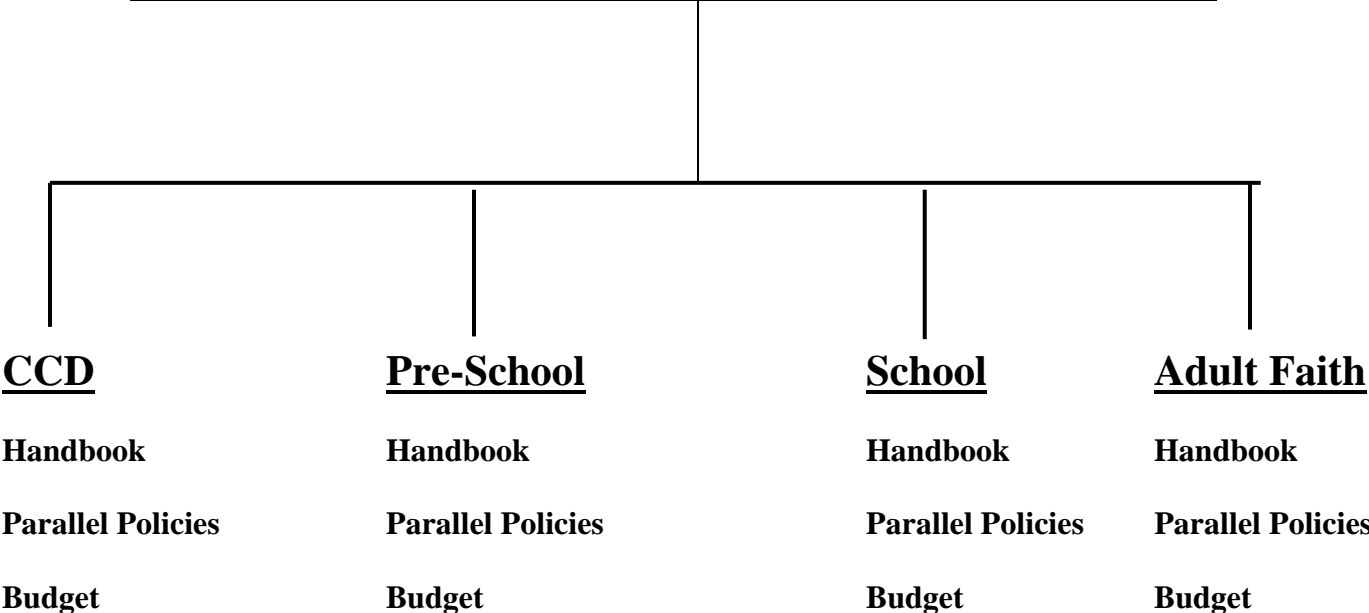 CCD Pre-School School Adult Faith
Handbook Handbook Handbook Handbook
Parallel Policies Parallel Policies Parallel Policies Parallel Policies
Budget Budget Budget Budget